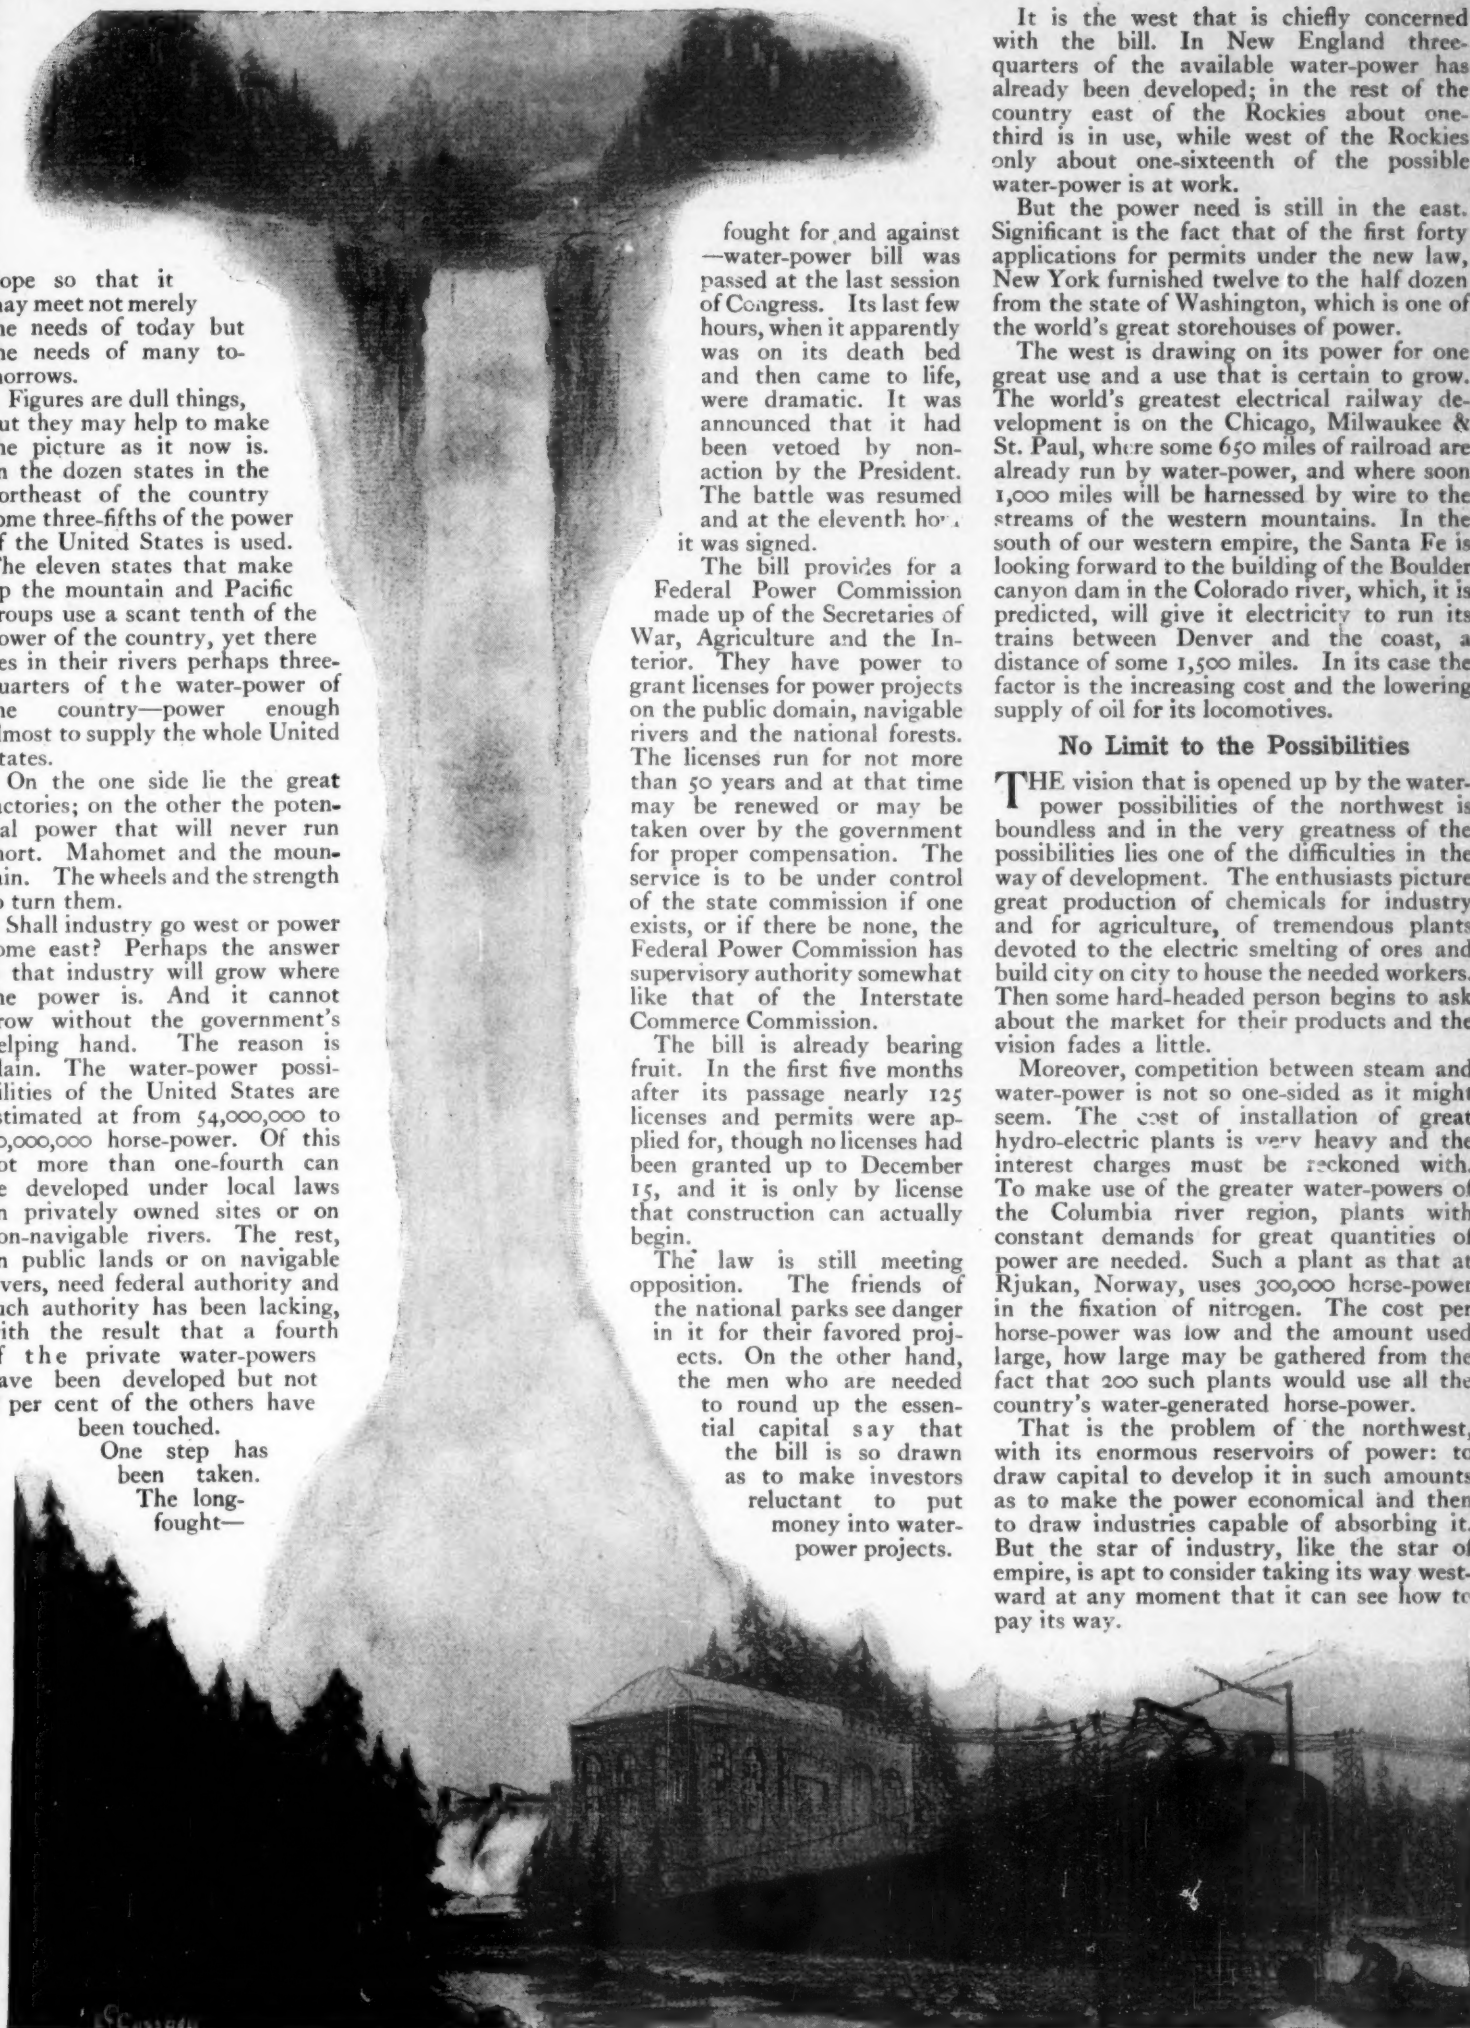 ope so that it
may meet not merely
he needs of today but
he needs of many to-
morrows.
Figures are dull things,
ut they may help to make
he picture as it now is.
n the dozen states in the
ortheast of the country
ome three-fifths of the power
f the United States is used.
The eleven states that make
p the mountain and Pacific
roups use a scant tenth of the
ower of the country, yet there
es in their rivers perhaps three-
uarters of the water-power of
he country—power enough
lmost to supply the whole United
tates.
On the one side lie the great
actories; on the other the poten-
al power that will never run
hort. Mahomet and the moun-
ain. The wheels and the strength
o turn them.
Shall industry go west or power
ome east? Perhaps the answer
that industry will grow where
he power is. And it cannot
row without the government's
elping hand. The reason is
lain. The water-power possi-
ilities of the United States are
stimated at from 54,000,000 to
0,000,000 horse-power. Of this
ot more than one-fourth can
e developed under local laws
n privately owned sites or on
on-navigable rivers. The rest,
n public lands or on navigable
vers, need federal authority and
uch authority has been lacking,
ith the result that a fourth
f the private water-powers
ave been developed but not
per cent of the others have
been touched.
One step has
been taken.
The long-
fought—
fought for and against
—water-power bill was
passed at the last session
of Congress. Its last few
hours, when it apparently
was on its death bed
and then came to life,
were dramatic. It was
announced that it had
been vetoed by non-
action by the President.
The battle was resumed
and at the eleventh
it was signed.
The bill provides for a
Federal Power Commission
made up of the Secretaries of
War, Agriculture and the In-
terior. They have power to
grant licenses for power projects
on the public domain, navigable
rivers and the national forests.
The licenses run for not more
than 50 years and at that time
may be renewed or may be
taken over by the government
for proper compensation. The
service is to be under control
of the state commission if one
exists, or if there be none, the
Federal Power Commission has
supervisory authority somewhat
like that of the Interstate
Commerce Commission.
The bill is already bearing
fruit. In the first five months
after its passage nearly 125
licenses and permits were ap-
plied for, though no licenses had
been granted up to December
15, and it is only by license
that construction can actually
begin.
The law is still meeting
opposition. The friends of
the national parks see danger
in it for their favored proj-
ects. On the other hand,
the men who are needed
to round up the essen-
tial capital say that
the bill is so drawn
as to make investors
reluctant to put
money into water-
power projects.
It is the west that is chiefly concerned
with the bill. In New England three-
quarters of the available water-power has
already been developed; in the rest of the
country east of the Rockies about one-
third is in use, while west of the Rockies
only about one-sixteenth of the possible
water-power is at work.
But the power need is still in the east.
Significant is the fact that of the first forty
applications for permits under the new law,
New York furnished twelve to the half dozen
from the state of Washington, which is one of
the world's great storehouses of power.
The west is drawing on its power for one
great use and a use that is certain to grow.
The world's greatest electrical railway de-
velopment is on the Chicago, Milwaukee &
St. Paul, where some 650 miles of railroad are
already run by water-power, and where soon
1,000 miles will be harnessed by wire to the
streams of the western mountains. In the
south of our western empire, the Santa Fe is
looking forward to the building of the Boulder
canyon dam in the Colorado river, which, it is
predicted, will give it electricity to run its
trains between Denver and the coast, a
distance of some 1,500 miles. In its case the
factor is the increasing cost and the lowering
supply of oil for its locomotives.
No Limit to the Possibilities
THE vision that is opened up by the water-
power possibilities of the northwest is
boundless and in the very greatness of the
possibilities lies one of the difficulties in the
way of development. The enthusiasts picture
great production of chemicals for industry
and for agriculture, of tremendous plants
devoted to the electric smelting of ores and
build city on city to house the needed workers.
Then some hard-headed person begins to ask
about the market for their products and the
vision fades a little.
Moreover, competition between steam and
water-power is not so one-sided as it might
seem. The cost of installation of great
hydro-electric plants is very heavy and the
interest charges must be reckoned with.
To make use of the greater water-powers of
the Columbia river region, plants with
constant demands for great quantities of
power are needed. Such a plant as that at
Rjukan, Norway, uses 300,000 horse-power
in the fixation of nitrogen. The cost per
horse-power was low and the amount used
large, how large may be gathered from the
fact that 200 such plants would use all the
country's water-generated horse-power.
That is the problem of the northwest,
with its enormous reservoirs of power: to
draw capital to develop it in such amounts
as to make the power economical and then
to draw industries capable of absorbing it.
But the star of industry, like the star of
empire, is apt to consider taking its way west-
ward at any moment that it can see how to
pay its way.